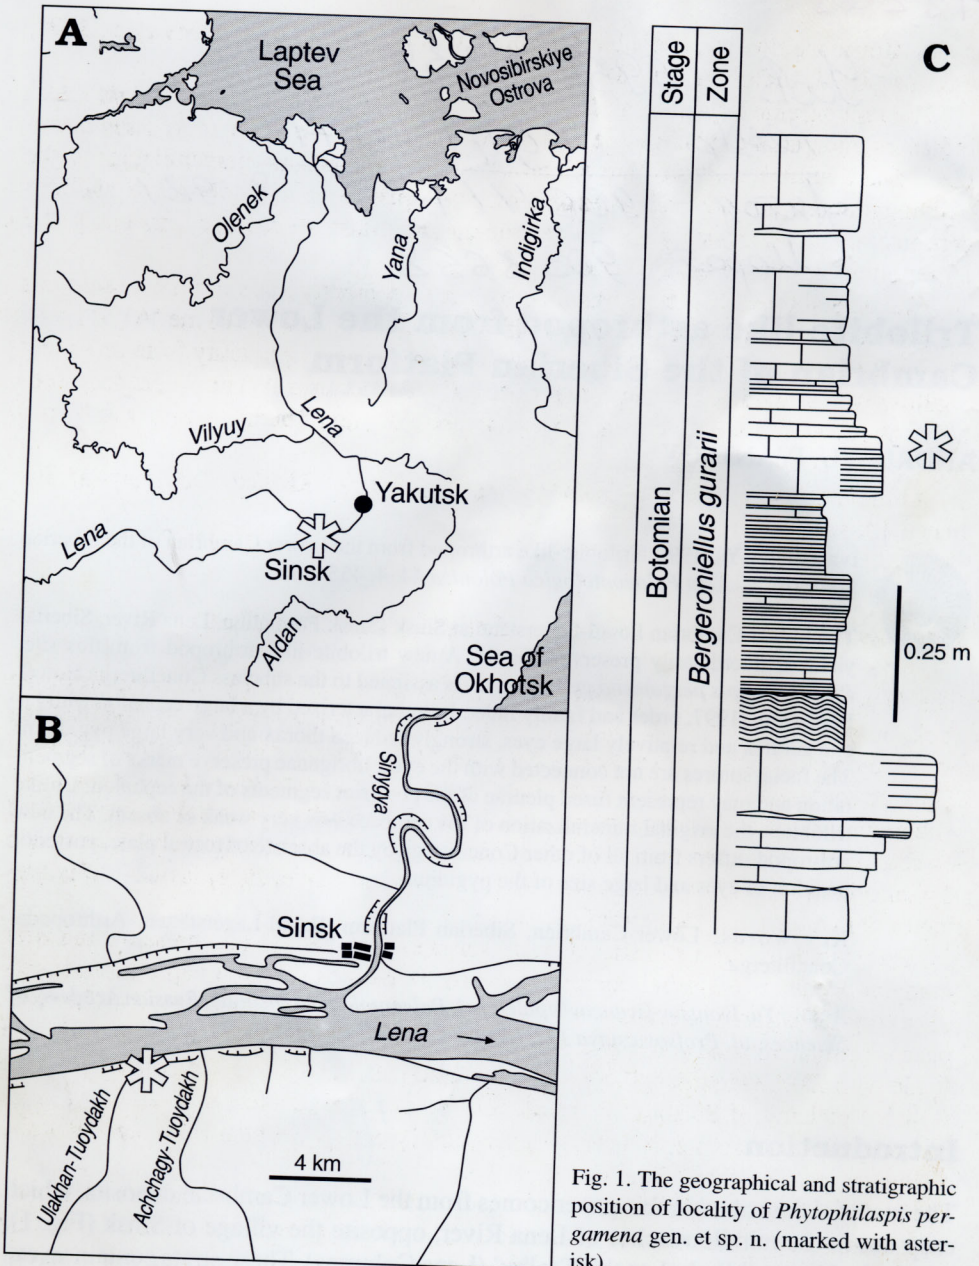 A
Laptev
Sea
Novosibirskiye
Ostrova
Olenek
Yana
Indigirka
Lena
Vilyuy
Yakutsk
Lena
Sinsk
Aldan
Sea of
Okhotsk
B
Sinyya
Sinsk
Lena
Ulakhan-Tuoydakh
Achchagy-Tuoydakh
4 km
C
Stage
Zone
Botomian
Bergeroniellus gurarii
0.25 m
Fig. 1. The geographical and stratigraphic
position of locality of Phytophilaspis per-
gamena gen. et sp. n. (marked with aster-
isk)